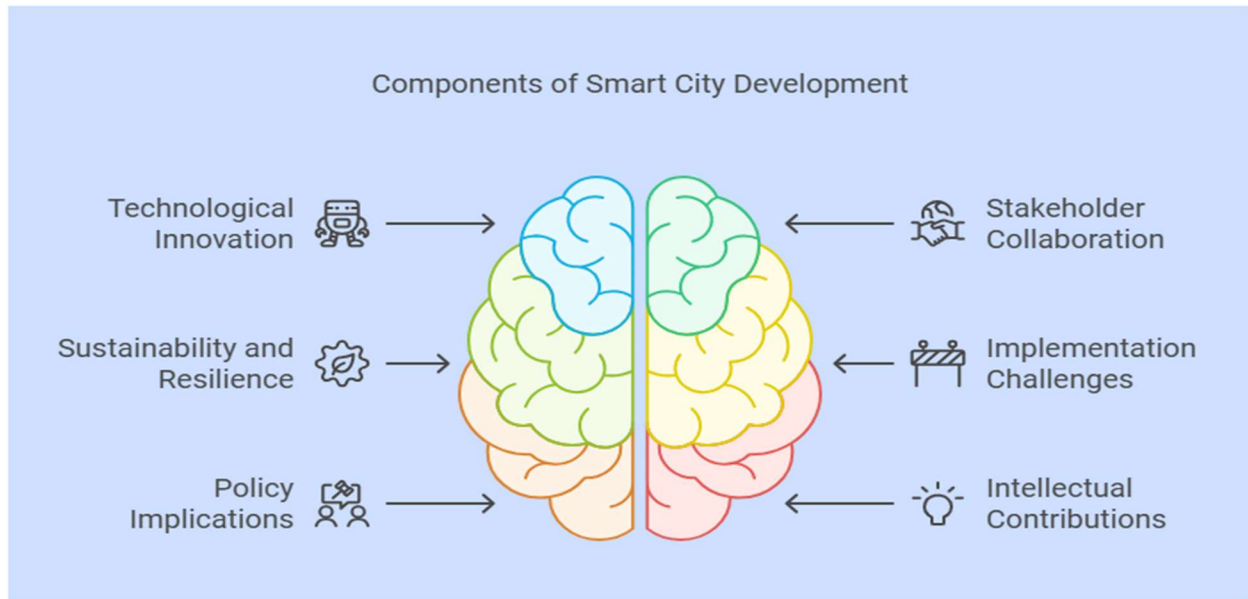 Components of Smart City Development
Technological
Innovation
Stakeholder
Collaboration
Sustainability and
Resilience
Implementation
Challenges
Policy
Implications
Intellectual
Contributions